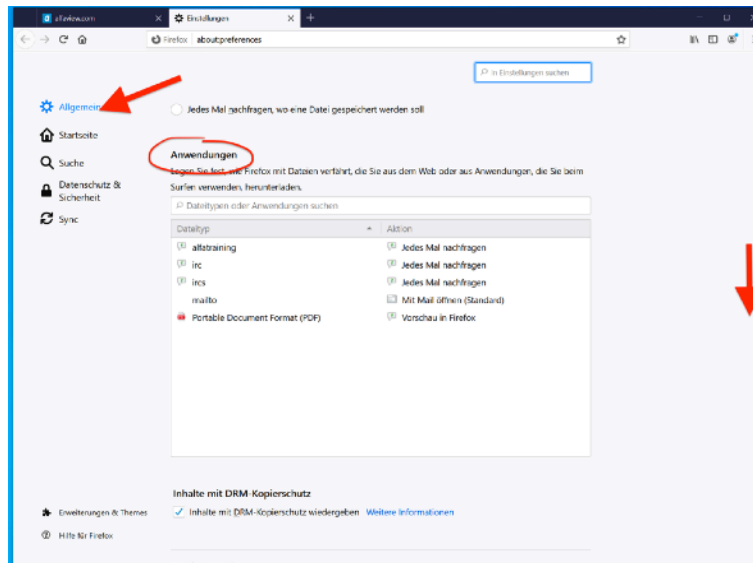 alfaview.com
Einstellungen
Firefox about:preferences
In Einstellungen suchen
Allgemein
Startseite
Suche
Datenschutz &
Sicherheit
Sync
Jedes Mal nachfragen, wo eine Datei gespeichert werden soll
Anwendungen
Legen Sie fest, wie Firefox mit Dateien verfährt, die Sie aus dem Web oder aus Anwendungen, die Sie beim
Surfen verwenden, herunterladen.
Dateitypen oder Anwendungen suchen
Dateityp Aktion
alfatraining Jedes Mal nachfragen
irc Jedes Mal nachfragen
ircs Jedes Mal nachfragen
mailto Mit Mail öffnen (Standard)
Portable Document Format (PDF) Vorschau in Firefox
Inhalte mit DRM-Kopierschutz
Inhalte mit DRM-Kopierschutz wiedergeben Weitere Informationen
Erweiterungen & Themes
Hilfe für Firefox